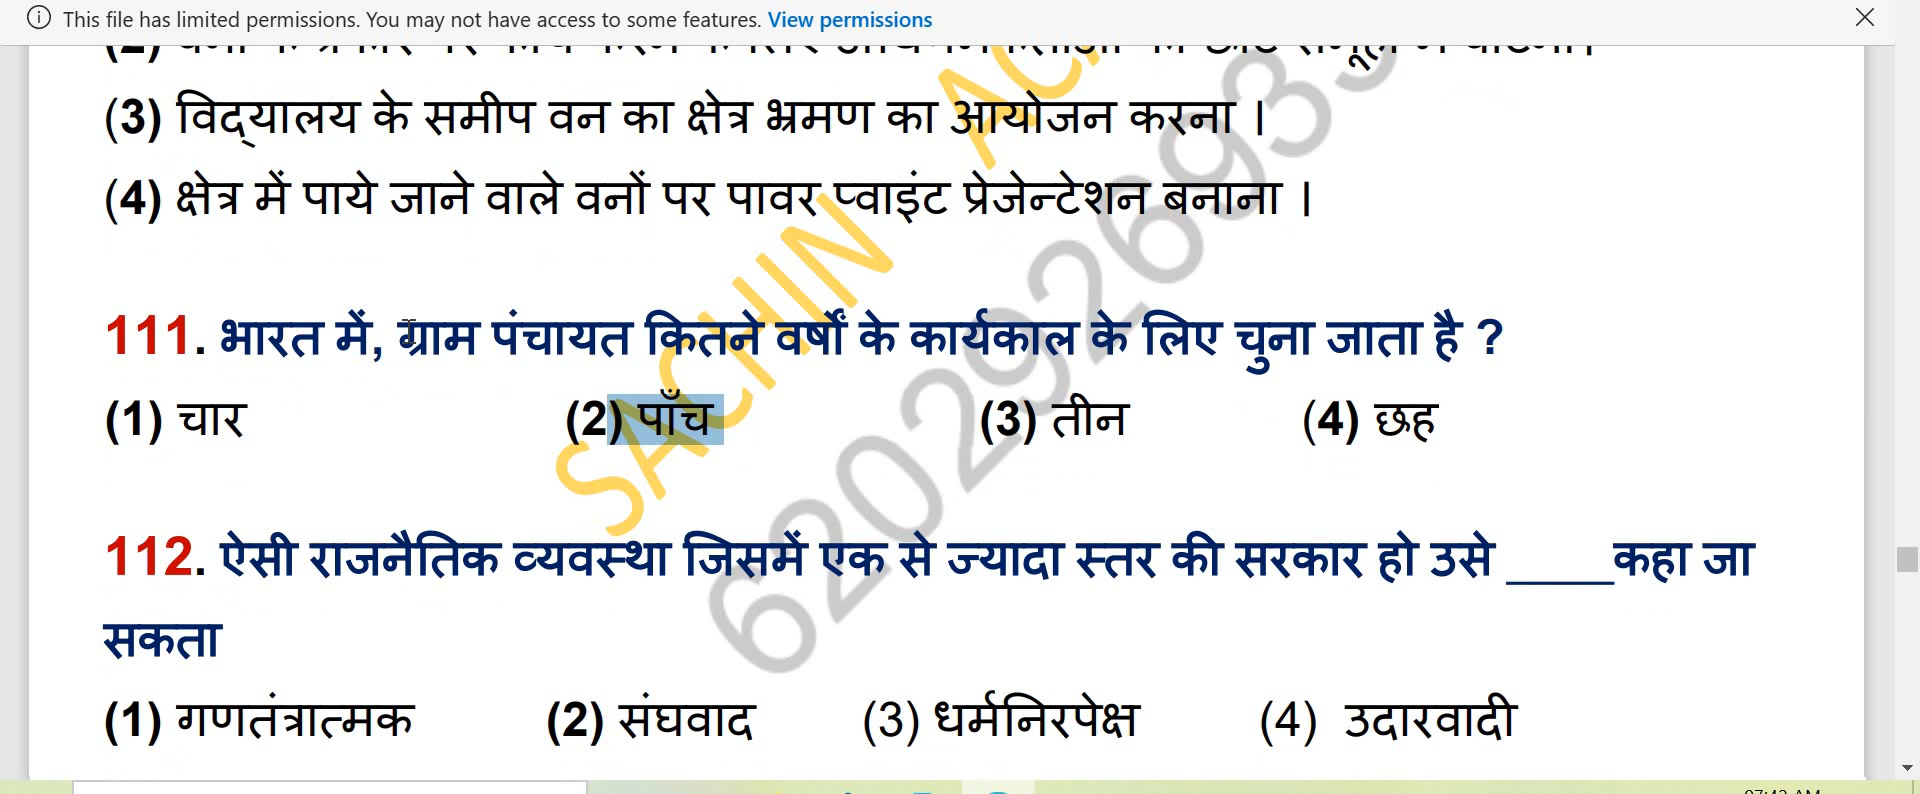 This file has limited permissions. You may not have access to some features. View permissions
(3) विद्‌यालय के समीप वन का क्षेत्र भ्रमण का आयोजन करना ।
(4) क्षेत्र में पाये जाने वाले वनों पर पावर प्वाइंट प्रेजेन्टेशन बनाना ।
111. भारत में, ग्राम पंचायत कितने वर्षों के कार्यकाल के लिए चुना जाता है ?
(1) चार (2) पाँच (3) तीन (4) छह
112. ऐसी राजनैतिक व्यवस्था जिसमें एक से ज्यादा स्तर की सरकार हो उसे ____कहा जा
सकता
(1) गणतंत्रात्मक (2) संघवाद (3) धर्मनिरपेक्ष (4) उदारवादी
SACHIN
62029269